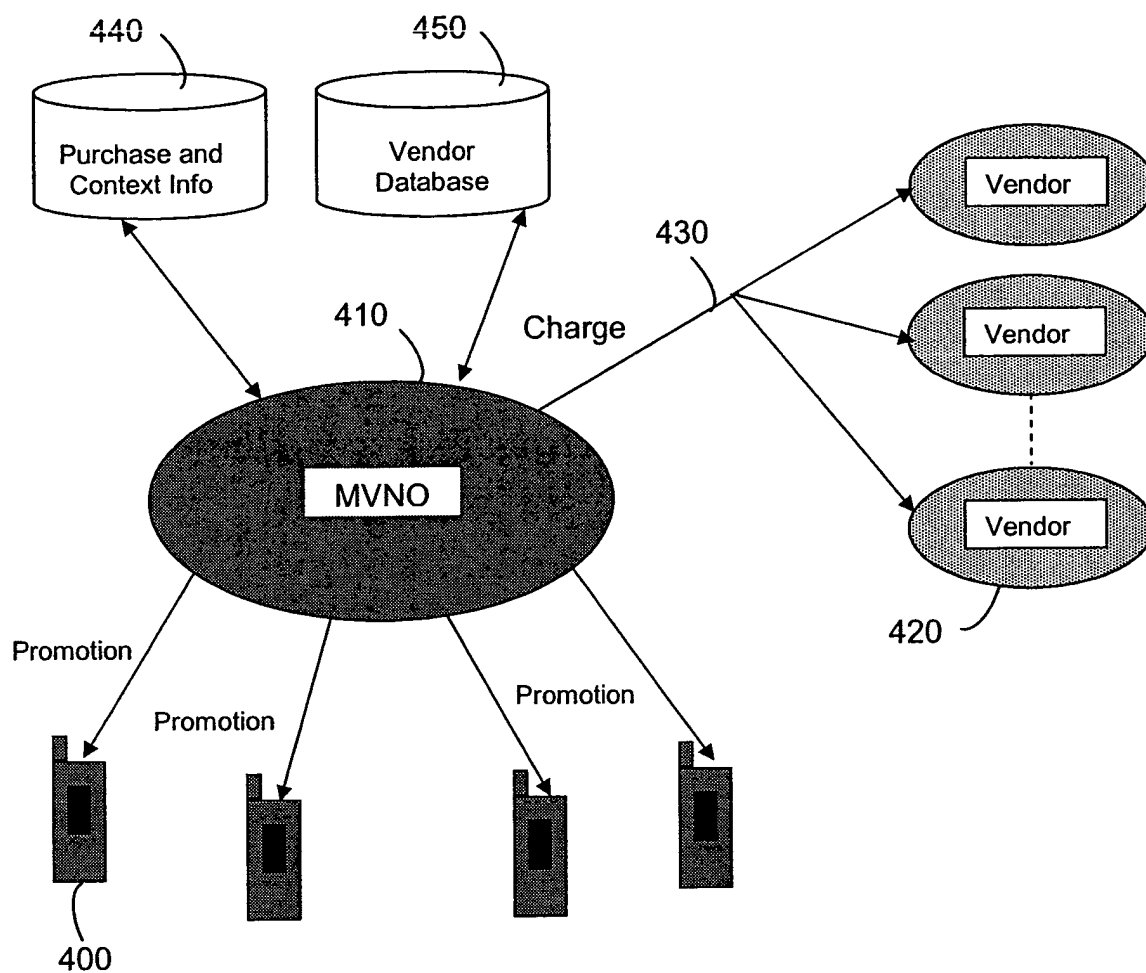 440
450
Purchase and
Context Info
Vendor
Database
Vendor
430
410
Charge
Vendor
MVNO
Vendor
420
Promotion
Promotion
Promotion
400